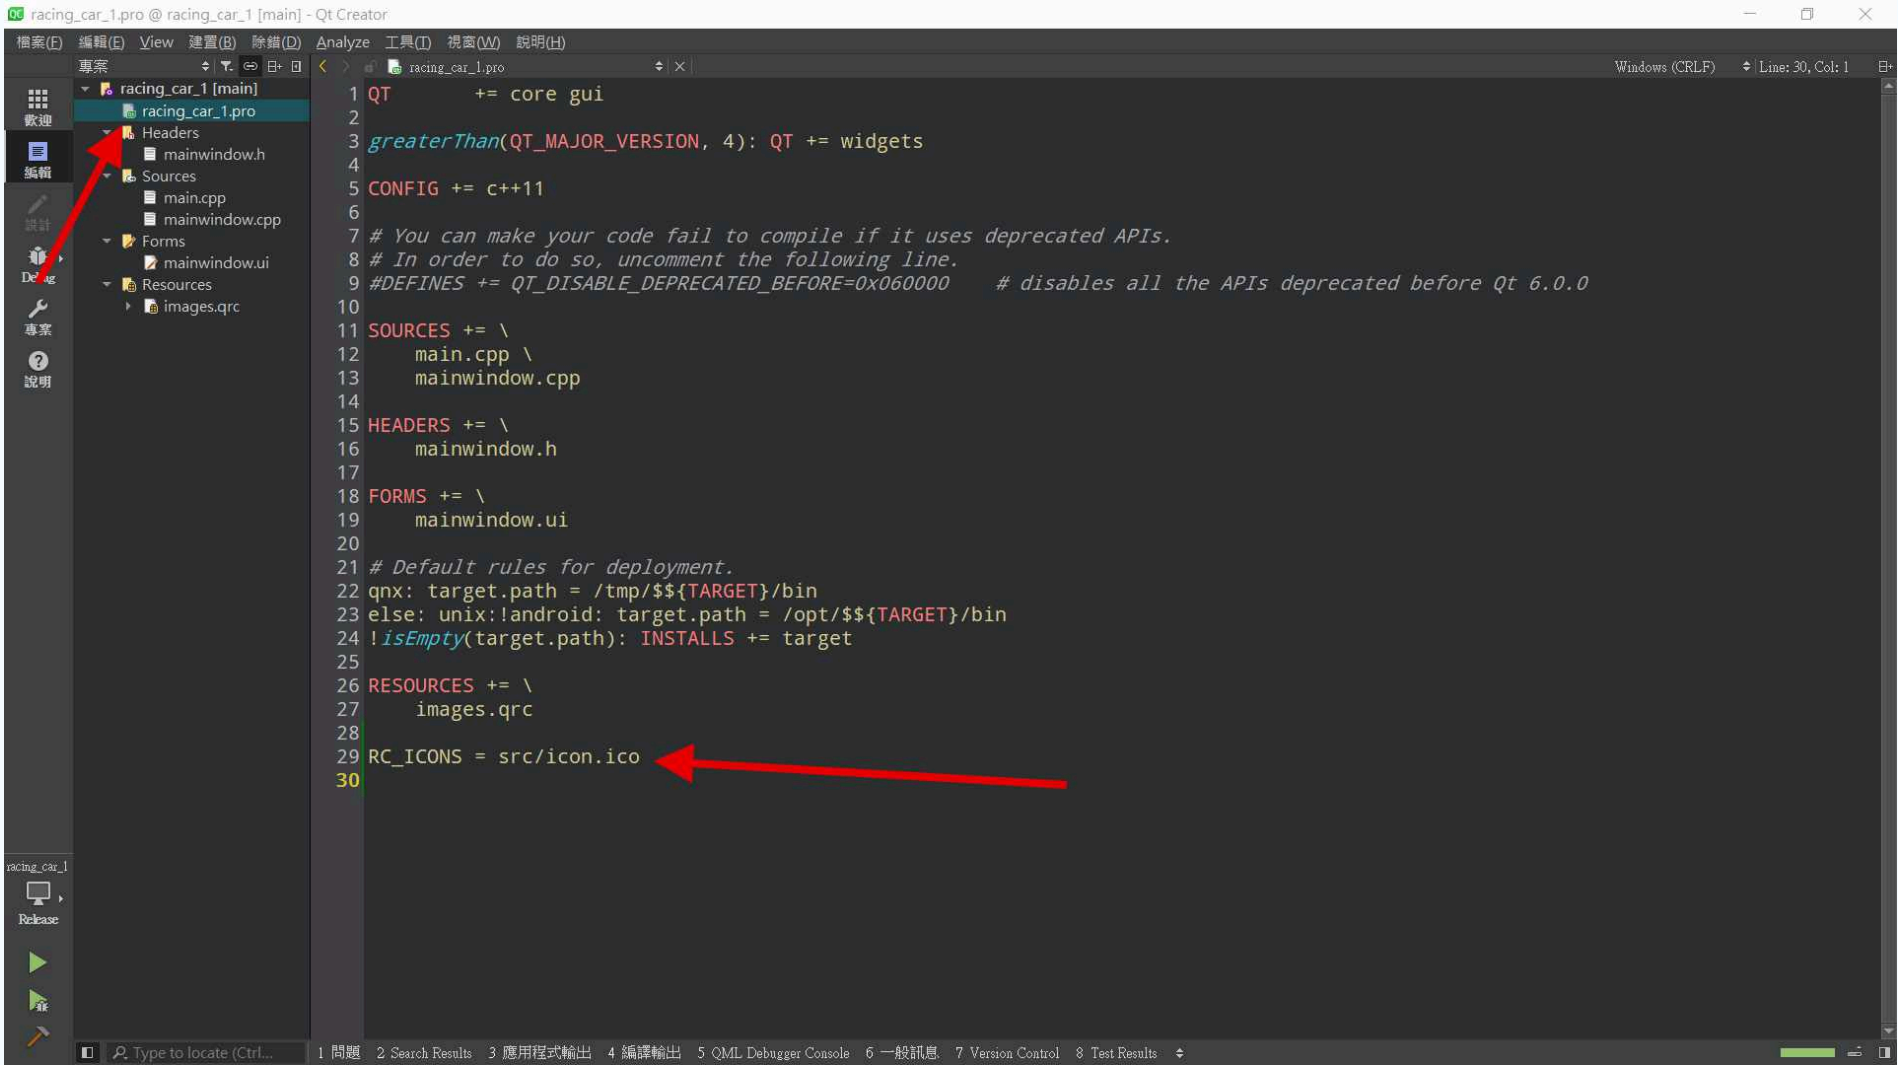 racing_car_1.pro @ racing_car_1 [main] - Qt Creator
檔案(F) 編輯(E) View 建置(B) 除錯(D) Analyze 工具(T) 視窗(W) 說明(H)
專案
racing_car_1.pro
Windows (CRLF)
Line: 30, Col: 1
歡迎
編輯
設計
Debug
專案
說明
racing_car_1 [main]
racing_car_1.pro
Headers
mainwindow.h
Sources
main.cpp
mainwindow.cpp
Forms
mainwindow.ui
Resources
images.qrc
1 QT       += core gui
2
3 greaterThan(QT_MAJOR_VERSION, 4): QT += widgets
4
5 CONFIG += c++11
6
7 # You can make your code fail to compile if it uses deprecated APIs.
8 # In order to do so, uncomment the following line.
9 #DEFINES += QT_DISABLE_DEPRECATED_BEFORE=0x060000    # disables all the APIs deprecated before Qt 6.0.0
10
11 SOURCES += \
12     main.cpp \
13     mainwindow.cpp
14
15 HEADERS += \
16     mainwindow.h
17
18 FORMS += \
19     mainwindow.ui
20
21 # Default rules for deployment.
22 qnx: target.path = /tmp/$${TARGET}/bin
23 else: unix:!android: target.path = /opt/$${TARGET}/bin
24 !isEmpty(target.path): INSTALLS += target
25
26 RESOURCES += \
27     images.qrc
28
29 RC_ICONS = src/icon.ico
30
racing_car_1
Release
Type to locate (Ctrl...
1 問題 2 Search Results 3 應用程式輸出 4 編譯輸出 5 QML Debugger Console 6 一般訊息 7 Version Control 8 Test Results